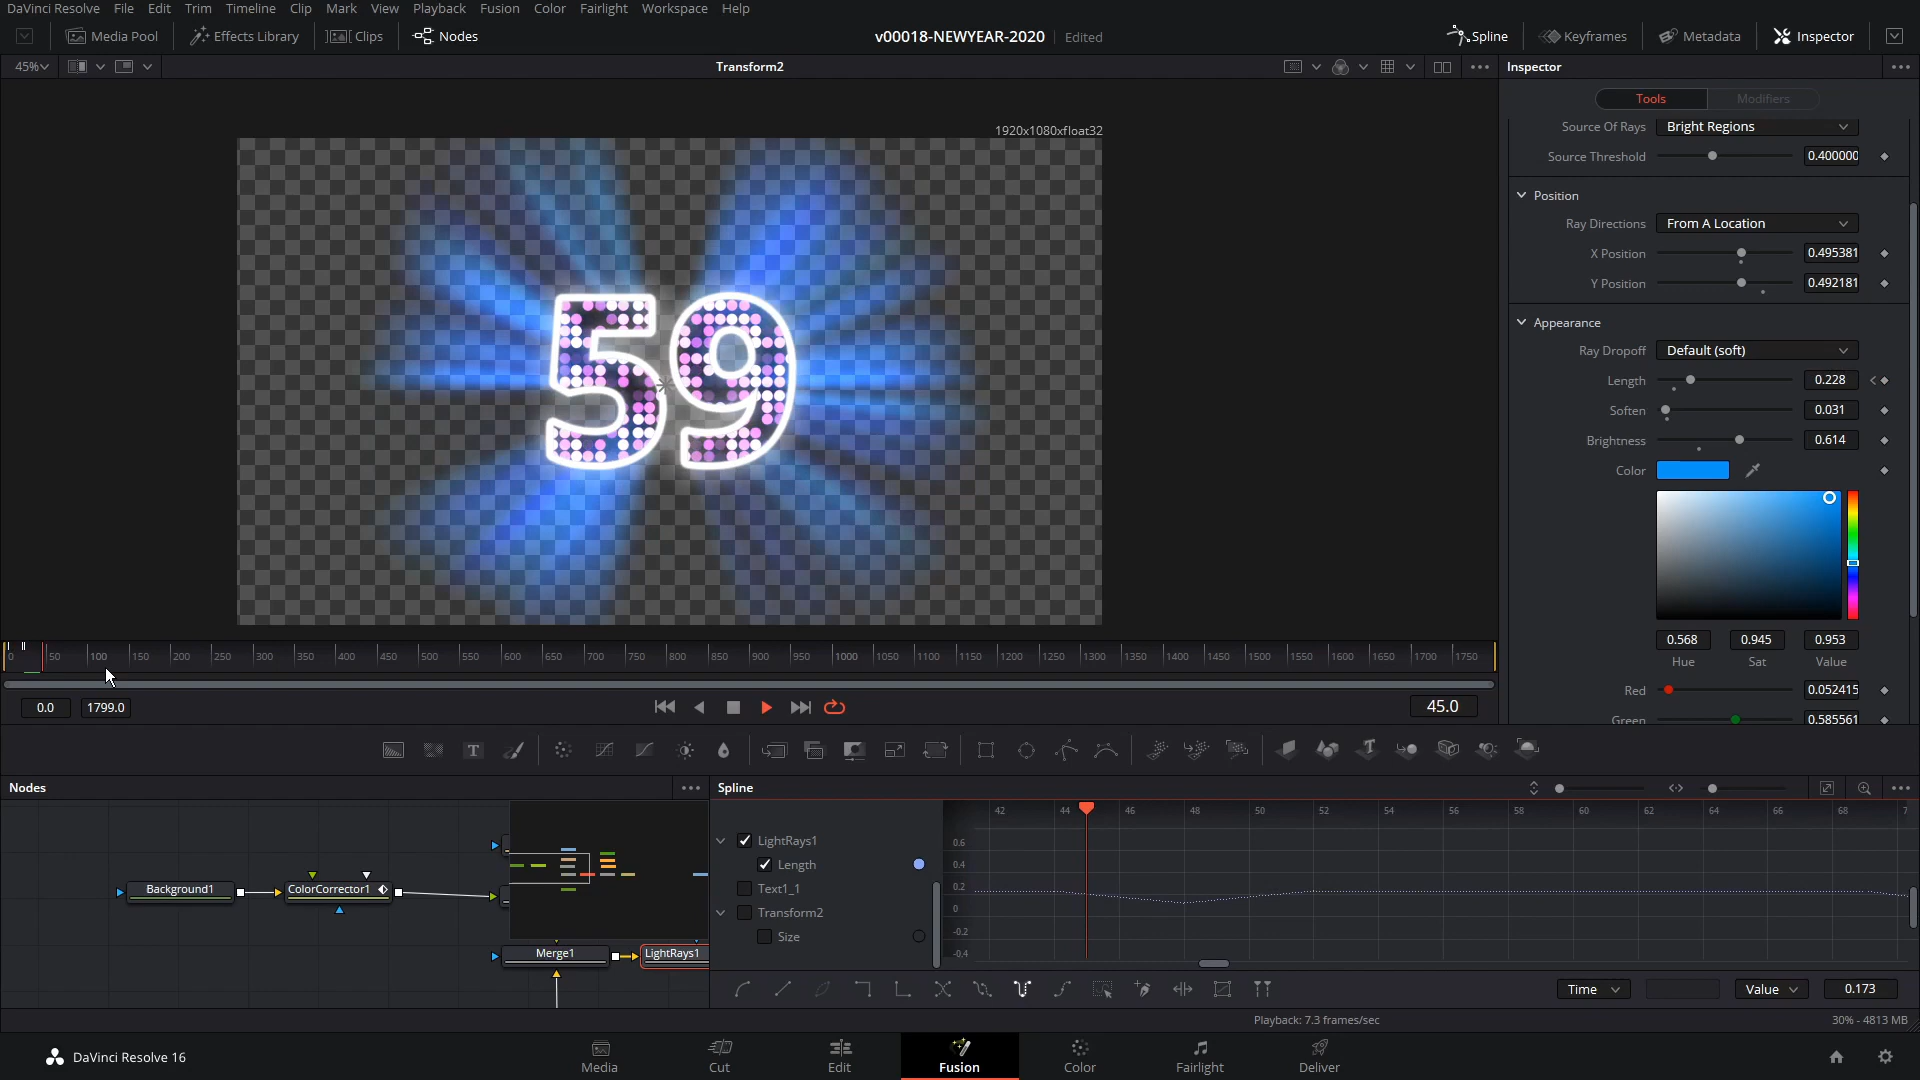 DaVinci Resolve File Edit Trim Timeline Clip Mark View Playback Fusion Color Fairlight Workspace Help
Media Pool Effects Library Clips Nodes v00018-NEWYEAR-2020 Edited Spline Keyframes Metadata Inspector
45% Transform2 Inspector
Tools Modifiers
1920x1080xfloat32
Source Of Rays Bright Regions
Source Threshold 0.400000
Position
Ray Directions From A Location
X Position 0.495381
Y Position 0.492181
Appearance
Ray Dropoff Default (soft)
Length 0.228
Soften 0.031
Brightness 0.614
Color
59
0.568 0.945 0.953
Hue Sat Value
Red 0.052415
Green 0.585561
0 50 100 150 200 250 300 350 400 450 500 550 600 650 700 750 800 850 900 950 1000 1050 1100 1150 1200 1250 1300 1350 1400 1450 1500 1550 1600 1650 1700 1750
0.0 1799.0 45.0
Nodes Spline
42 44 46 48 50 52 54 56 58 60 62 64 66 68
LightRays1
Length
Text1_1
Transform2
Size
0.6
0.4
0.2
0
-0.2
-0.4
Background1 ColorCorrector1
Merge1 LightRays1
Time Value 0.173
Playback: 7.3 frames/sec 30% - 4813 MB
DaVinci Resolve 16 Media Cut Edit Fusion Color Fairlight Deliver